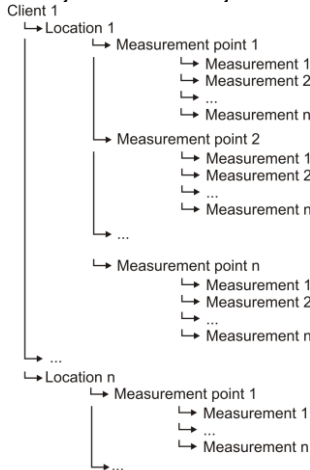 Client 1
Location 1
Measurement point 1
Measurement 1
Measurement 2
...
Measurement n
Measurement point 2
Measurement 1
Measurement 2
...
Measurement n
...
Measurement point n
Measurement 1
Measurement 2
...
Measurement n
...
Location n
Measurement point 1
Measurement 1
...
Measurement n
...